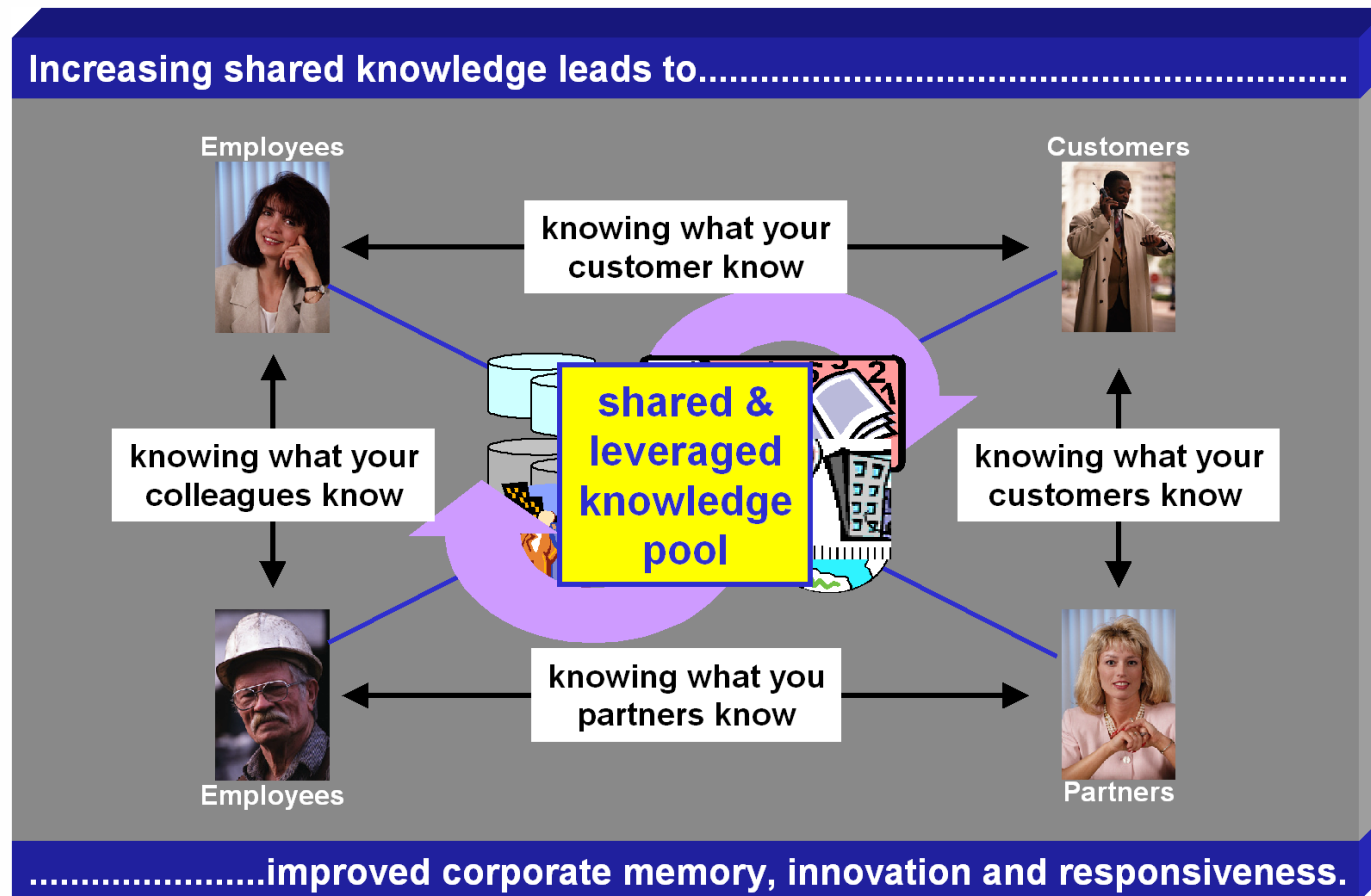 Increasing shared knowledge leads to...............................................................
Employees
Customers
knowing what your
customer know
shared &
leveraged
knowledge
pool
knowing what your
colleagues know
knowing what your
customers know
knowing what you
partners know
Employees
Partners
.......................improved corporate memory, innovation and responsiveness.